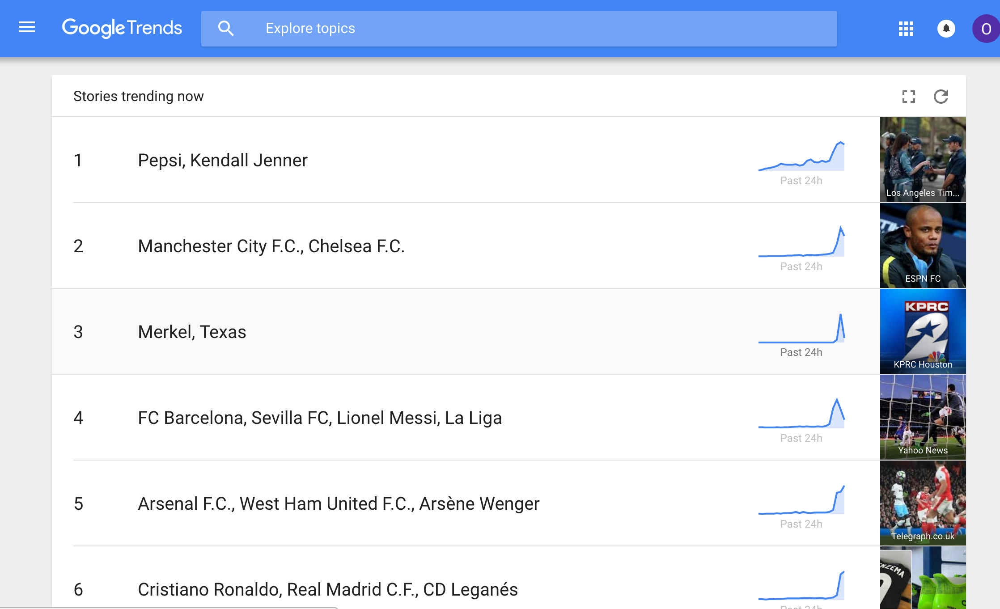 Google Trends
Explore topics
O
Stories trending now
1
Pepsi, Kendall Jenner
Past 24h
Los Angeles Tim...
2
Manchester City F.C., Chelsea F.C.
Past 24h
ESPN FC
3
Merkel, Texas
Past 24h
KPRC
2
KPRC Houston
4
FC Barcelona, Sevilla FC, Lionel Messi, La Liga
Past 24h
Yahoo News
5
Arsenal F.C., West Ham United F.C., Arsène Wenger
Past 24h
Telegraph.co.uk
6
Cristiano Ronaldo, Real Madrid C.F., CD Leganés
Past 24h
NZEMA